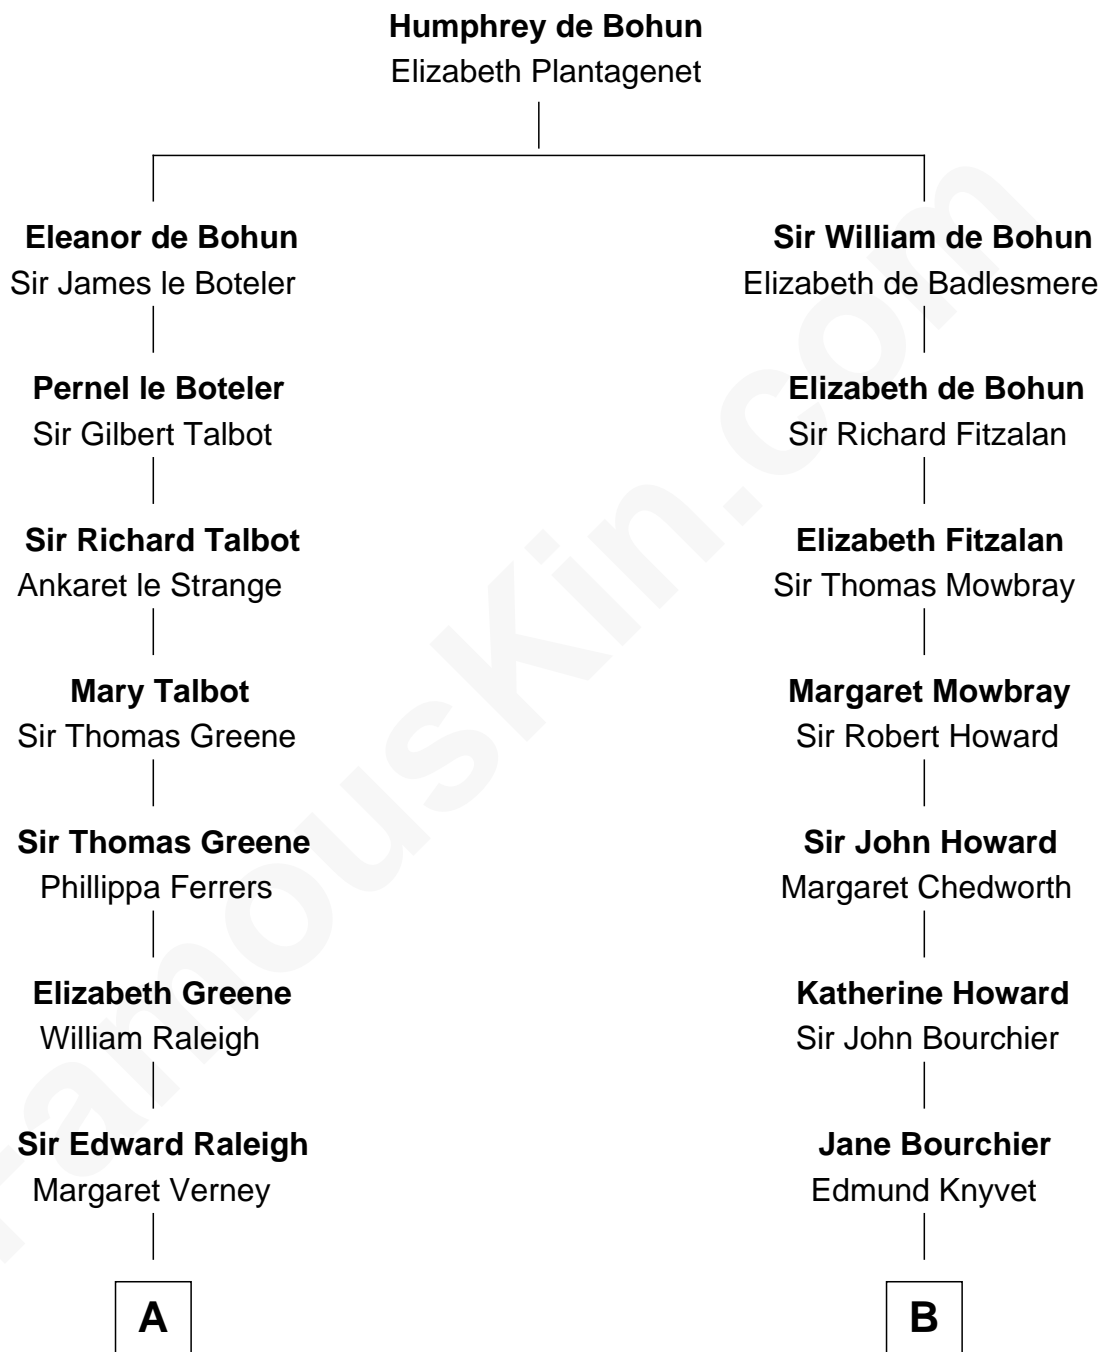 Humphrey de Bohun
Elizabeth Plantagenet
Eleanor de Bohun
Sir James le Boteler
Sir William de Bohun
Elizabeth de Badlesmere
Pernel le Boteler
Sir Gilbert Talbot
Elizabeth de Bohun
Sir Richard Fitzalan
Sir Richard Talbot
Ankaret le Strange
Elizabeth Fitzalan
Sir Thomas Mowbray
Mary Talbot
Sir Thomas Greene
Margaret Mowbray
Sir Robert Howard
Sir Thomas Greene
Phillippa Ferrers
Sir John Howard
Margaret Chedworth
Elizabeth Greene
William Raleigh
Katherine Howard
Sir John Bourchier
Sir Edward Raleigh
Margaret Verney
Jane Bourchier
Edmund Knyvet
A
B
FamousKin.com